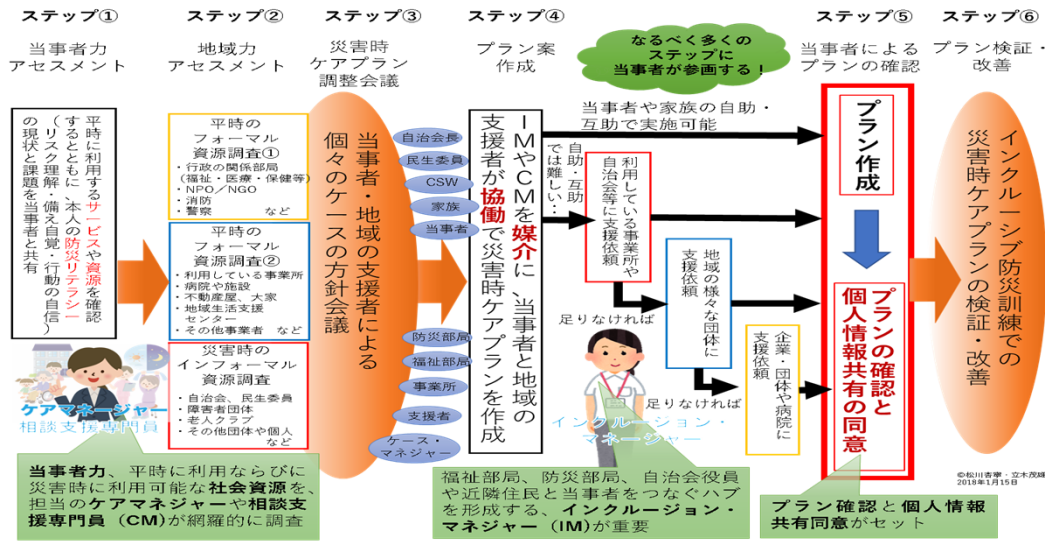 ステップ①
当事者力
アセスメント
平時に利用するサービスや資源を確認
するとともに、本人の防災リテラシー
（リスク理解・備え自覚・行動の自信）
の現状と課題を当事者と共有
ケアマネージャー
相談支援専門員
当事者力、平時に利用ならびに
災害時に利用可能な社会資源を、
担当のケアマネジャーや相談支
援専門員（CM）が網羅的に調査
ステップ②
地域力
アセスメント
平時の
フォーマル
資源調査①
・行政の関係部局
（福祉・医療・保健等）
・NPO／NGO
・消防
・警察　など
平時の
フォーマル
資源調査②
・利用している事業所
・病院や施設
・不動産屋、大家
・地域生活支援
センター
・その他事業者　など
災害時の
インフォーマル
資源調査
・自治会、民生委員
・障害者団体
・老人クラブ
・その他団体や個人
など
ステップ③
災害時
ケアプラン
調整会議
当事者・地域の支援者による
個々のケースの方針会議
自治会長
民生委員
CSW
家族
当事者
防災部局
福祉部局
事業所
支援者
ケース・
マネジャー
ステップ④
プラン案
作成
IMやCMを媒介に、当事者と地域の
支援者が協働で災害時ケアプランを作成
なるべく多くの
ステップに
当事者が参画する！
当事者や家族の自助・
互助で実施可能
自助・互助
では難しい…
利用している事業所や
自治会等に支援依頼
足りなければ
地域の様々な団体に
支援依頼
足りなければ
企業・団体や病院に
支援依頼
インクルージョン・
マネージャー
福祉部局、防災部局、自治会役員
や近隣住民と当事者をつなぐハブ
を形成する、インクルージョン・
マネジャー（IM）が重要
ステップ⑤
当事者による
プランの確認
プラン作成
プランの確認と
個人情報共有の同意
プラン確認と個人情報
共有同意がセット
ステップ⑥
プラン検証・
改善
インクルーシブ防災訓練での
災害時ケアプランの検証・改善
©松川杏寧・立木茂雄
2018年1月15日